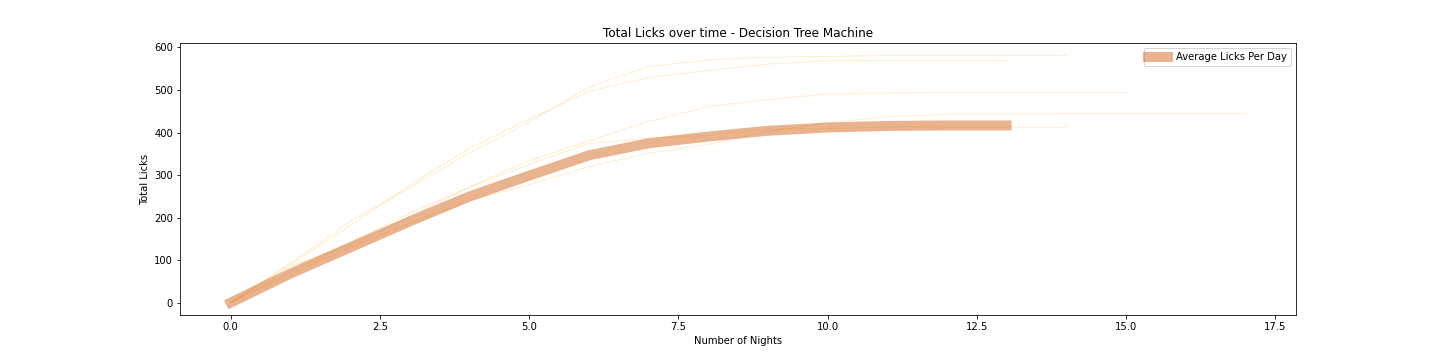 Total Licks over time - Decision Tree Machine
Average Licks Per Day
Total Licks
600
500
400
300
200
100
0
0.0 2.5 5.0 7.5 10.0 12.5 15.0 17.5
Number of Nights